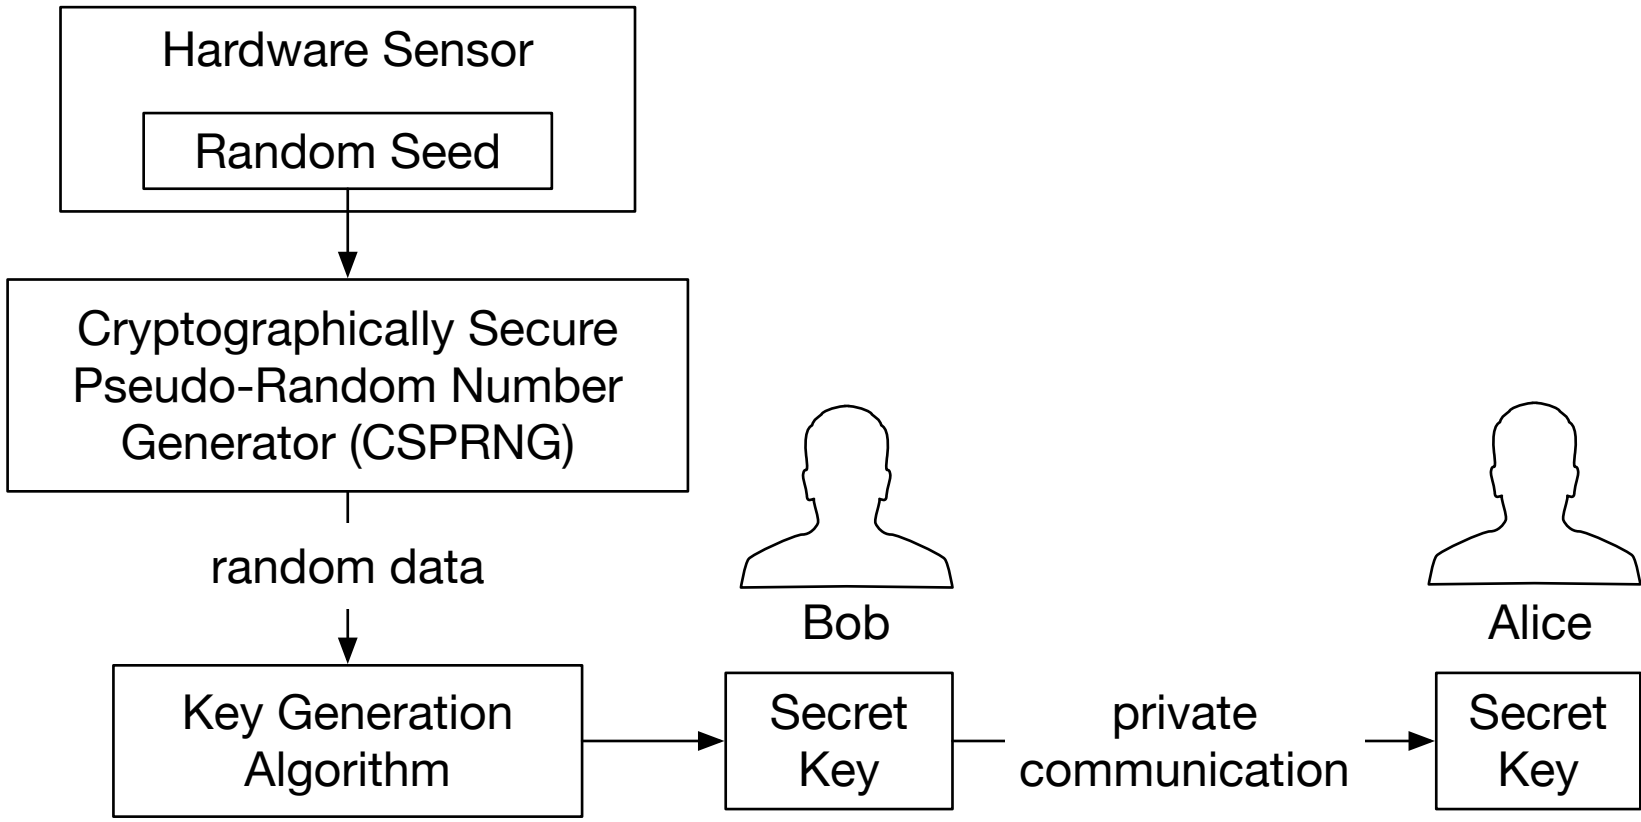 Hardware Sensor
Random Seed
Cryptographically Secure
Pseudo-Random Number
Generator (CSPRNG)
random data
Key Generation
Algorithm
Bob
Secret
Key
private
communication
Alice
Secret
Key